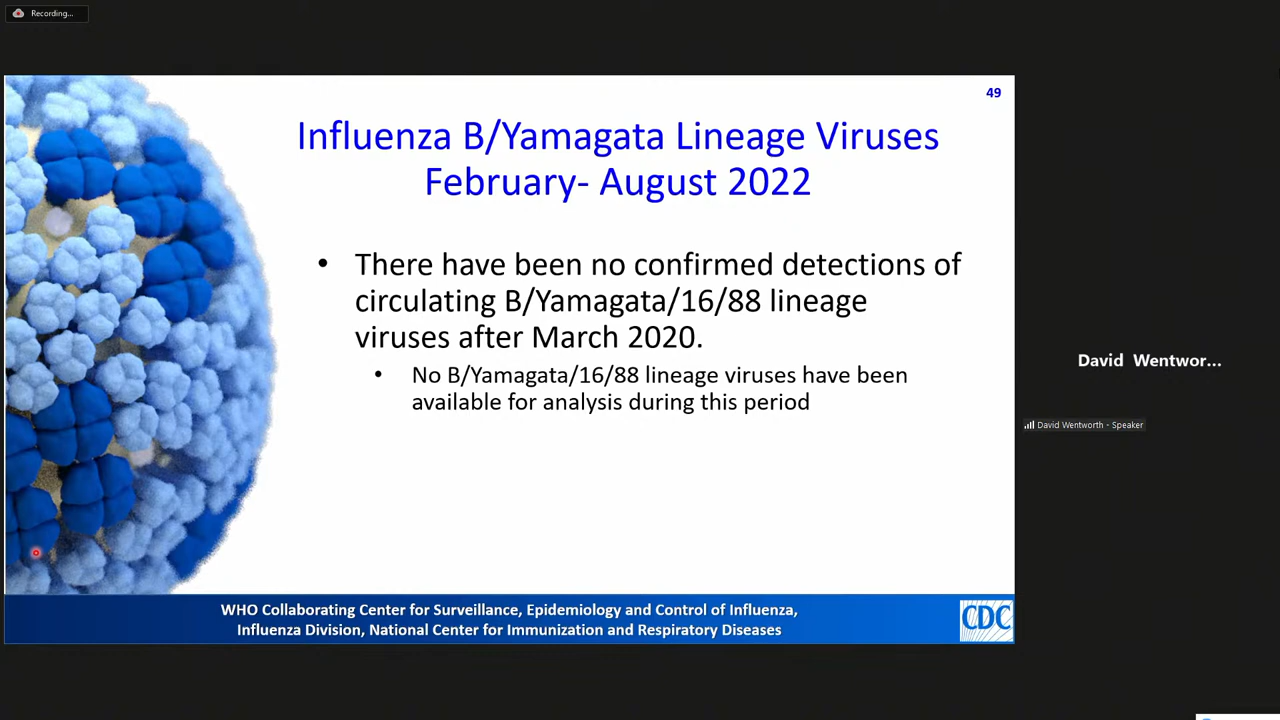 Recording...
49
Influenza B/Yamagata Lineage Viruses
February- August 2022
• There have been no confirmed detections of
circulating B/Yamagata/16/88 lineage
viruses after March 2020.
• No B/Yamagata/16/88 lineage viruses have been
available for analysis during this period
David Wentwor...
David Wentworth - Speaker
WHO Collaborating Center for Surveillance, Epidemiology and Control of Influenza,
Influenza Division, National Center for Immunization and Respiratory Diseases
CDC